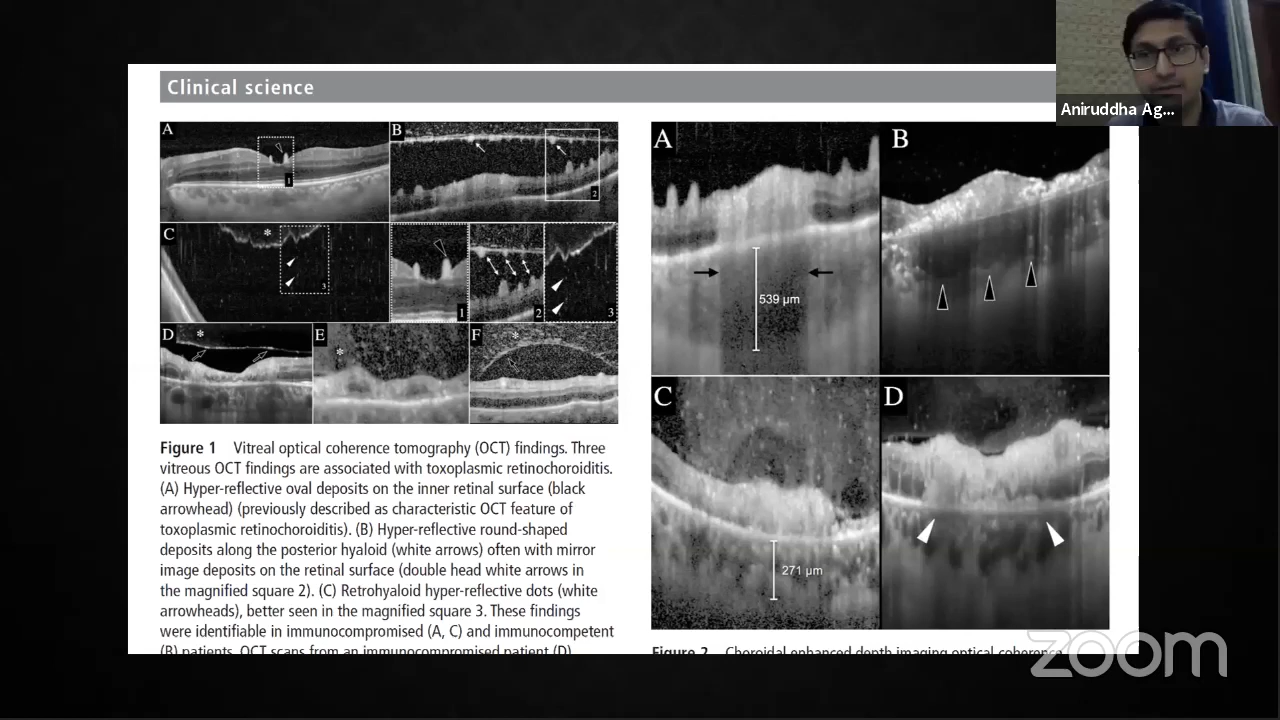 Clinical science
Aniruddha Ag...
A
B
1
2
C
*
3
1
2
3
D
*
E
*
F
*
A
539 µm
B
C
271 µm
D
Figure 1 Vitreal optical coherence tomography (OCT) findings. Three
vitreous OCT findings are associated with toxoplasmic retinochoroiditis.
(A) Hyper-reflective oval deposits on the inner retinal surface (black
arrowhead) (previously described as characteristic OCT feature of
toxoplasmic retinochoroiditis). (B) Hyper-reflective round-shaped
deposits along the posterior hyaloid (white arrows) often with mirror
image deposits on the retinal surface (double head white arrows in
the magnified square 2). (C) Retrohyaloid hyper-reflective dots (white
arrowheads), better seen in the magnified square 3. These findings
were identifiable in immunocompromised (A, C) and immunocompetent
(B) patients. OCT scans from an immunocompromised patient (D)
Figure 2 Choroidal enhanced depth imaging optical coherence
zoom